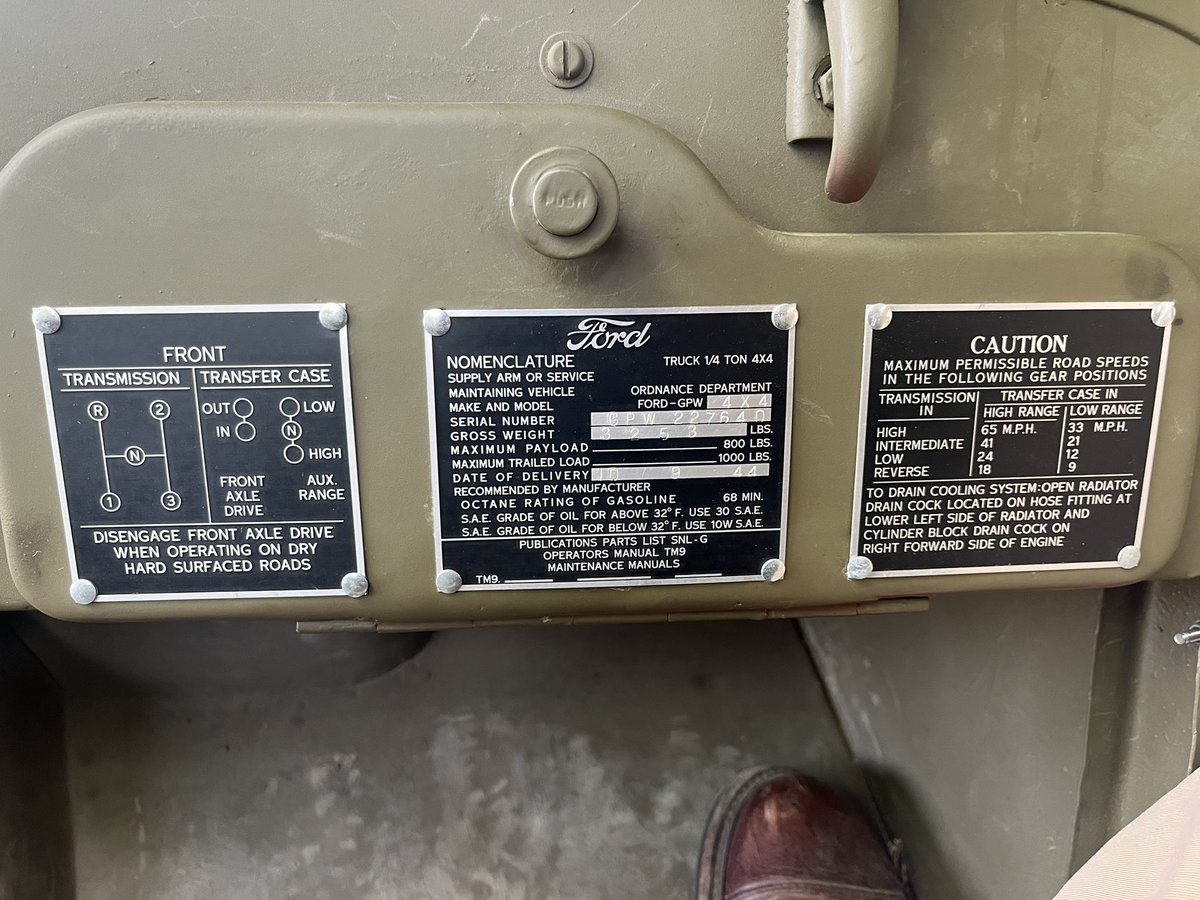 PUSH
FRONT
TRANSMISSION TRANSFER CASE
R 2 OUT LOW
IN N
N HIGH
1 3 FRONT AXLE DRIVE AUX. RANGE
DISENGAGE FRONT AXLE DRIVE
WHEN OPERATING ON DRY
HARD SURFACED ROADS
Ford
NOMENCLATURE TRUCK 1/4 TON 4X4
SUPPLY ARM OR SERVICE
MAINTAINING VEHICLE ORDNANCE DEPARTMENT
MAKE AND MODEL FORD-GPW 4X4
SERIAL NUMBER GPW 227640
GROSS WEIGHT 3253 LBS.
MAXIMUM PAYLOAD 800 LBS.
MAXIMUM TRAILED LOAD 1000 LBS.
DATE OF DELIVERY 10 / 9 44
RECOMMENDED BY MANUFACTURER
OCTANE RATING OF GASOLINE 68 MIN.
S.A.E. GRADE OF OIL FOR ABOVE 32° F. USE 30 S.A.E.
S.A.E. GRADE OF OIL FOR BELOW 32° F. USE 10W S.A.E.
PUBLICATIONS PARTS LIST SNL-G
OPERATORS MANUAL TM9
MAINTENANCE MANUALS
TM9.
CAUTION
MAXIMUM PERMISSIBLE ROAD SPEEDS
IN THE FOLLOWING GEAR POSITIONS
TRANSMISSION IN TRANSFER CASE IN
HIGH RANGE LOW RANGE
HIGH 65 M.P.H. 33 M.P.H.
INTERMEDIATE 41 21
LOW 24 12
REVERSE 18 9
TO DRAIN COOLING SYSTEM:OPEN RADIATOR
DRAIN COCK LOCATED ON HOSE FITTING AT
LOWER LEFT SIDE OF RADIATOR AND
CYLINDER BLOCK DRAIN COCK ON
RIGHT FORWARD SIDE OF ENGINE